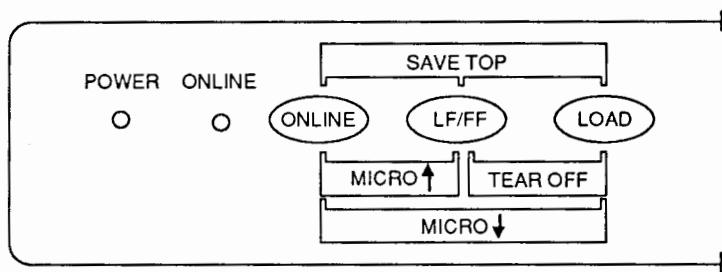 SAVE TOP
POWER ONLINE
ONLINE LF/FF LOAD
MICRO↑ TEAR OFF
MICRO↓